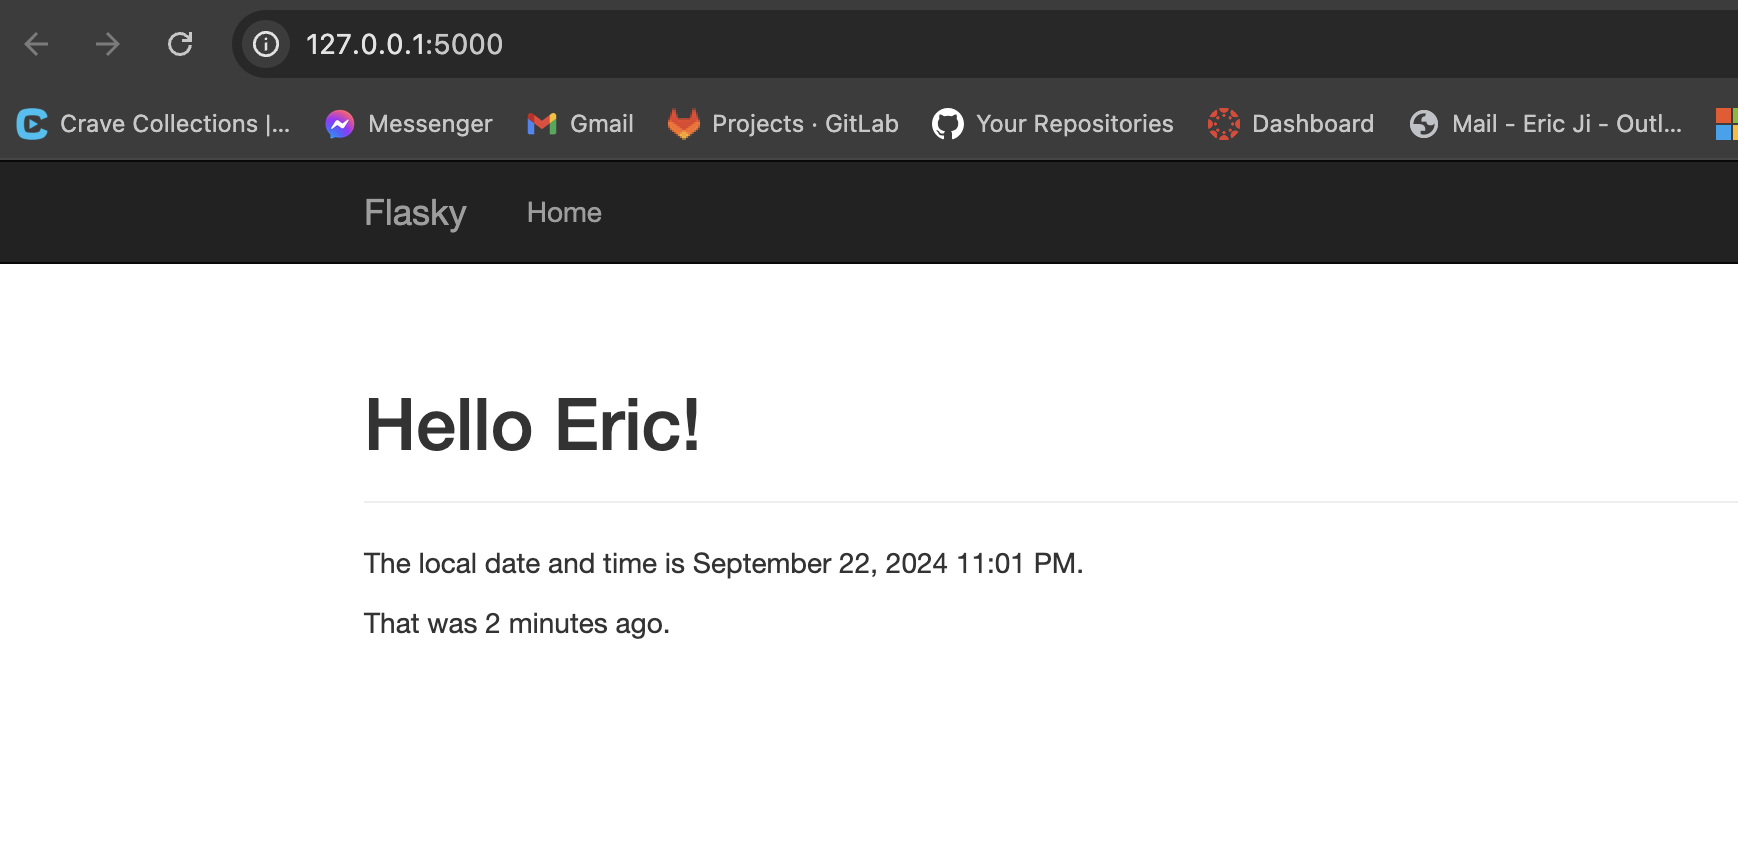 127.0.0.1:5000
Crave Collections |... Messenger Gmail Projects · GitLab Your Repositories Dashboard Mail - Eric Ji - Outl...
Flasky Home
Hello Eric!
The local date and time is September 22, 2024 11:01 PM.
That was 2 minutes ago.